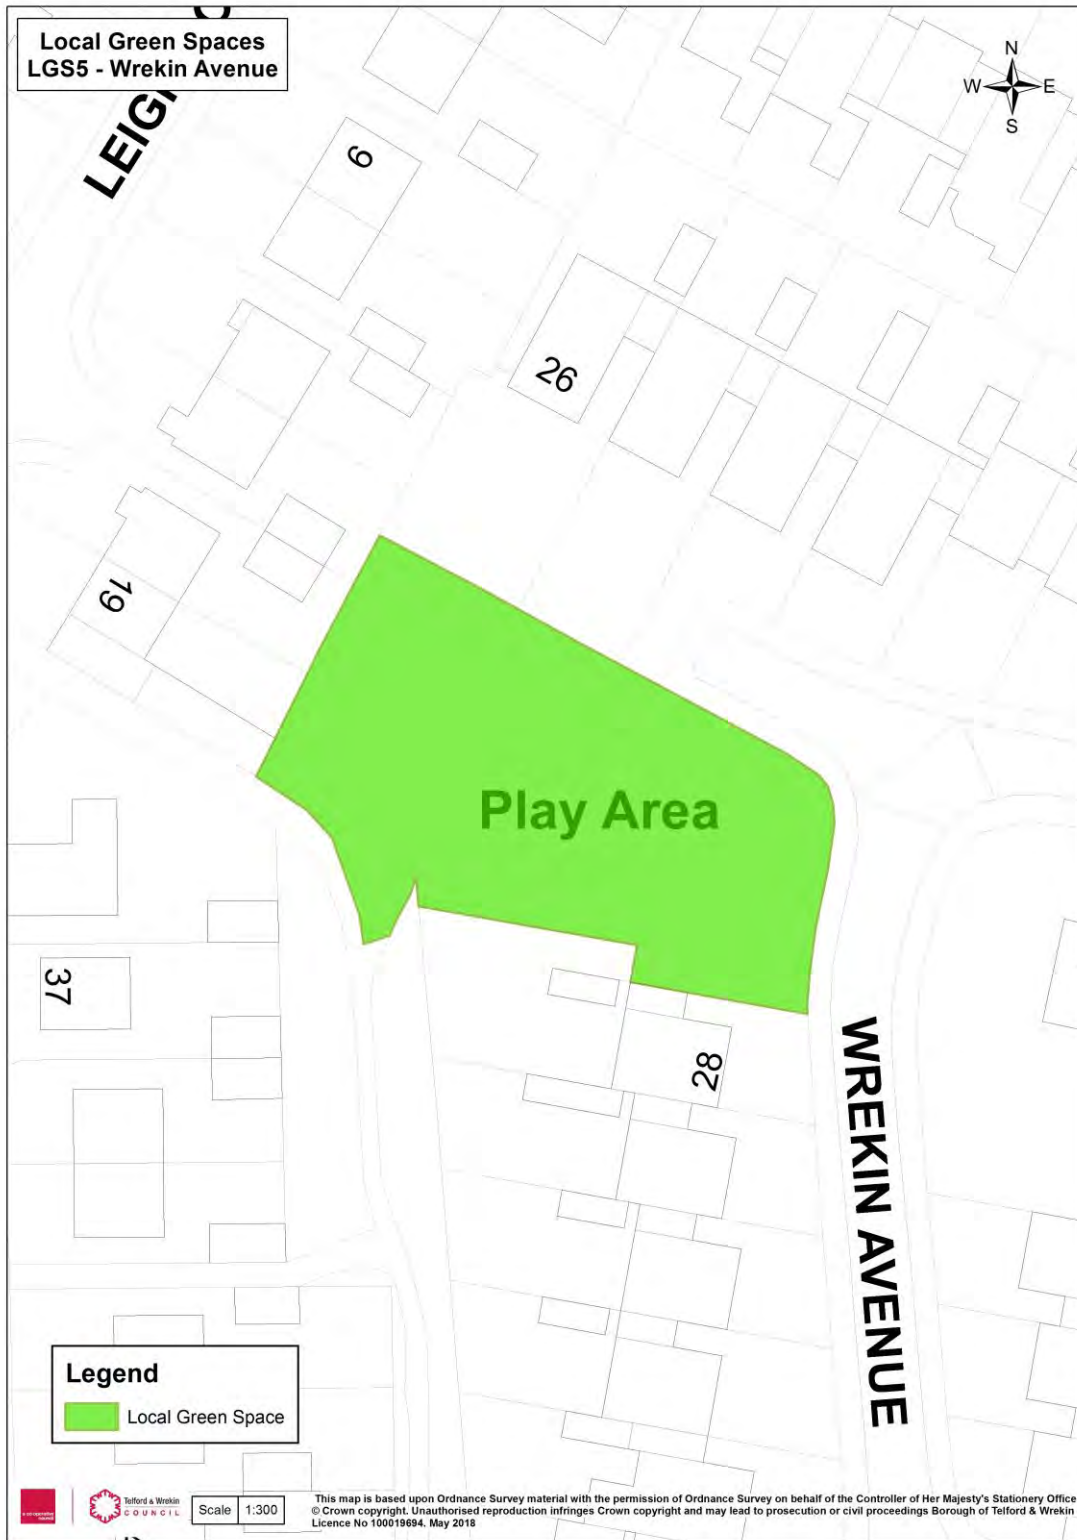 Local Green Spaces
LGS5 - Wrekin Avenue
N
W E
S
6
26
19
Play Area
37
28
WREKIN AVENUE
Legend
Local Green Space
Telford & Wrekin
COUNCIL
Scale 1:300
This map is based upon Ordnance Survey material with the permission of Ordnance Survey on behalf of the Controller of Her Majesty's Stationery Office
© Crown copyright. Unauthorised reproduction infringes Crown copyright and may lead to prosecution or civil proceedings Borough of Telford & Wrekin
Licence No 100019694. May 2018